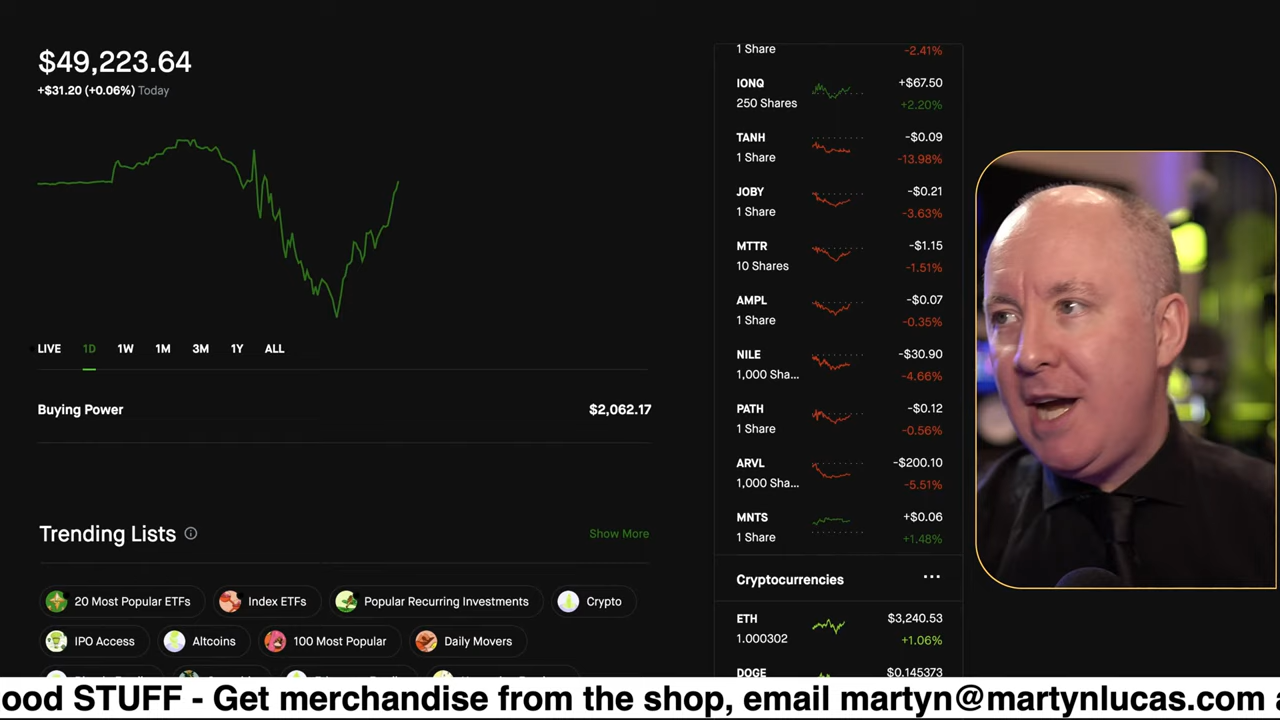 $49,223.64
+$31.20 (+0.06%) Today
LIVE 1D 1W 1M 3M 1Y ALL
Buying Power $2,062.17
Trending Lists Show More
20 Most Popular ETFs Index ETFs Popular Recurring Investments Crypto
IPO Access Altcoins 100 Most Popular Daily Movers
1 Share -2.41%
IONQ +$67.50
250 Shares +2.20%
TANH -$0.09
1 Share -13.98%
JOBY -$0.21
1 Share -3.63%
MTTR -$1.15
10 Shares -1.51%
AMPL -$0.07
1 Share -0.35%
NILE -$30.90
1,000 Sha... -4.66%
PATH -$0.12
1 Share -0.56%
ARVL -$200.10
1,000 Sha... -5.51%
MNTS +$0.06
1 Share +1.48%
Cryptocurrencies
ETH $3,240.53
1.000302 +1.06%
DOGE $0.145373
ood STUFF - Get merchandise from the shop, email martyn@martynlucas.com a